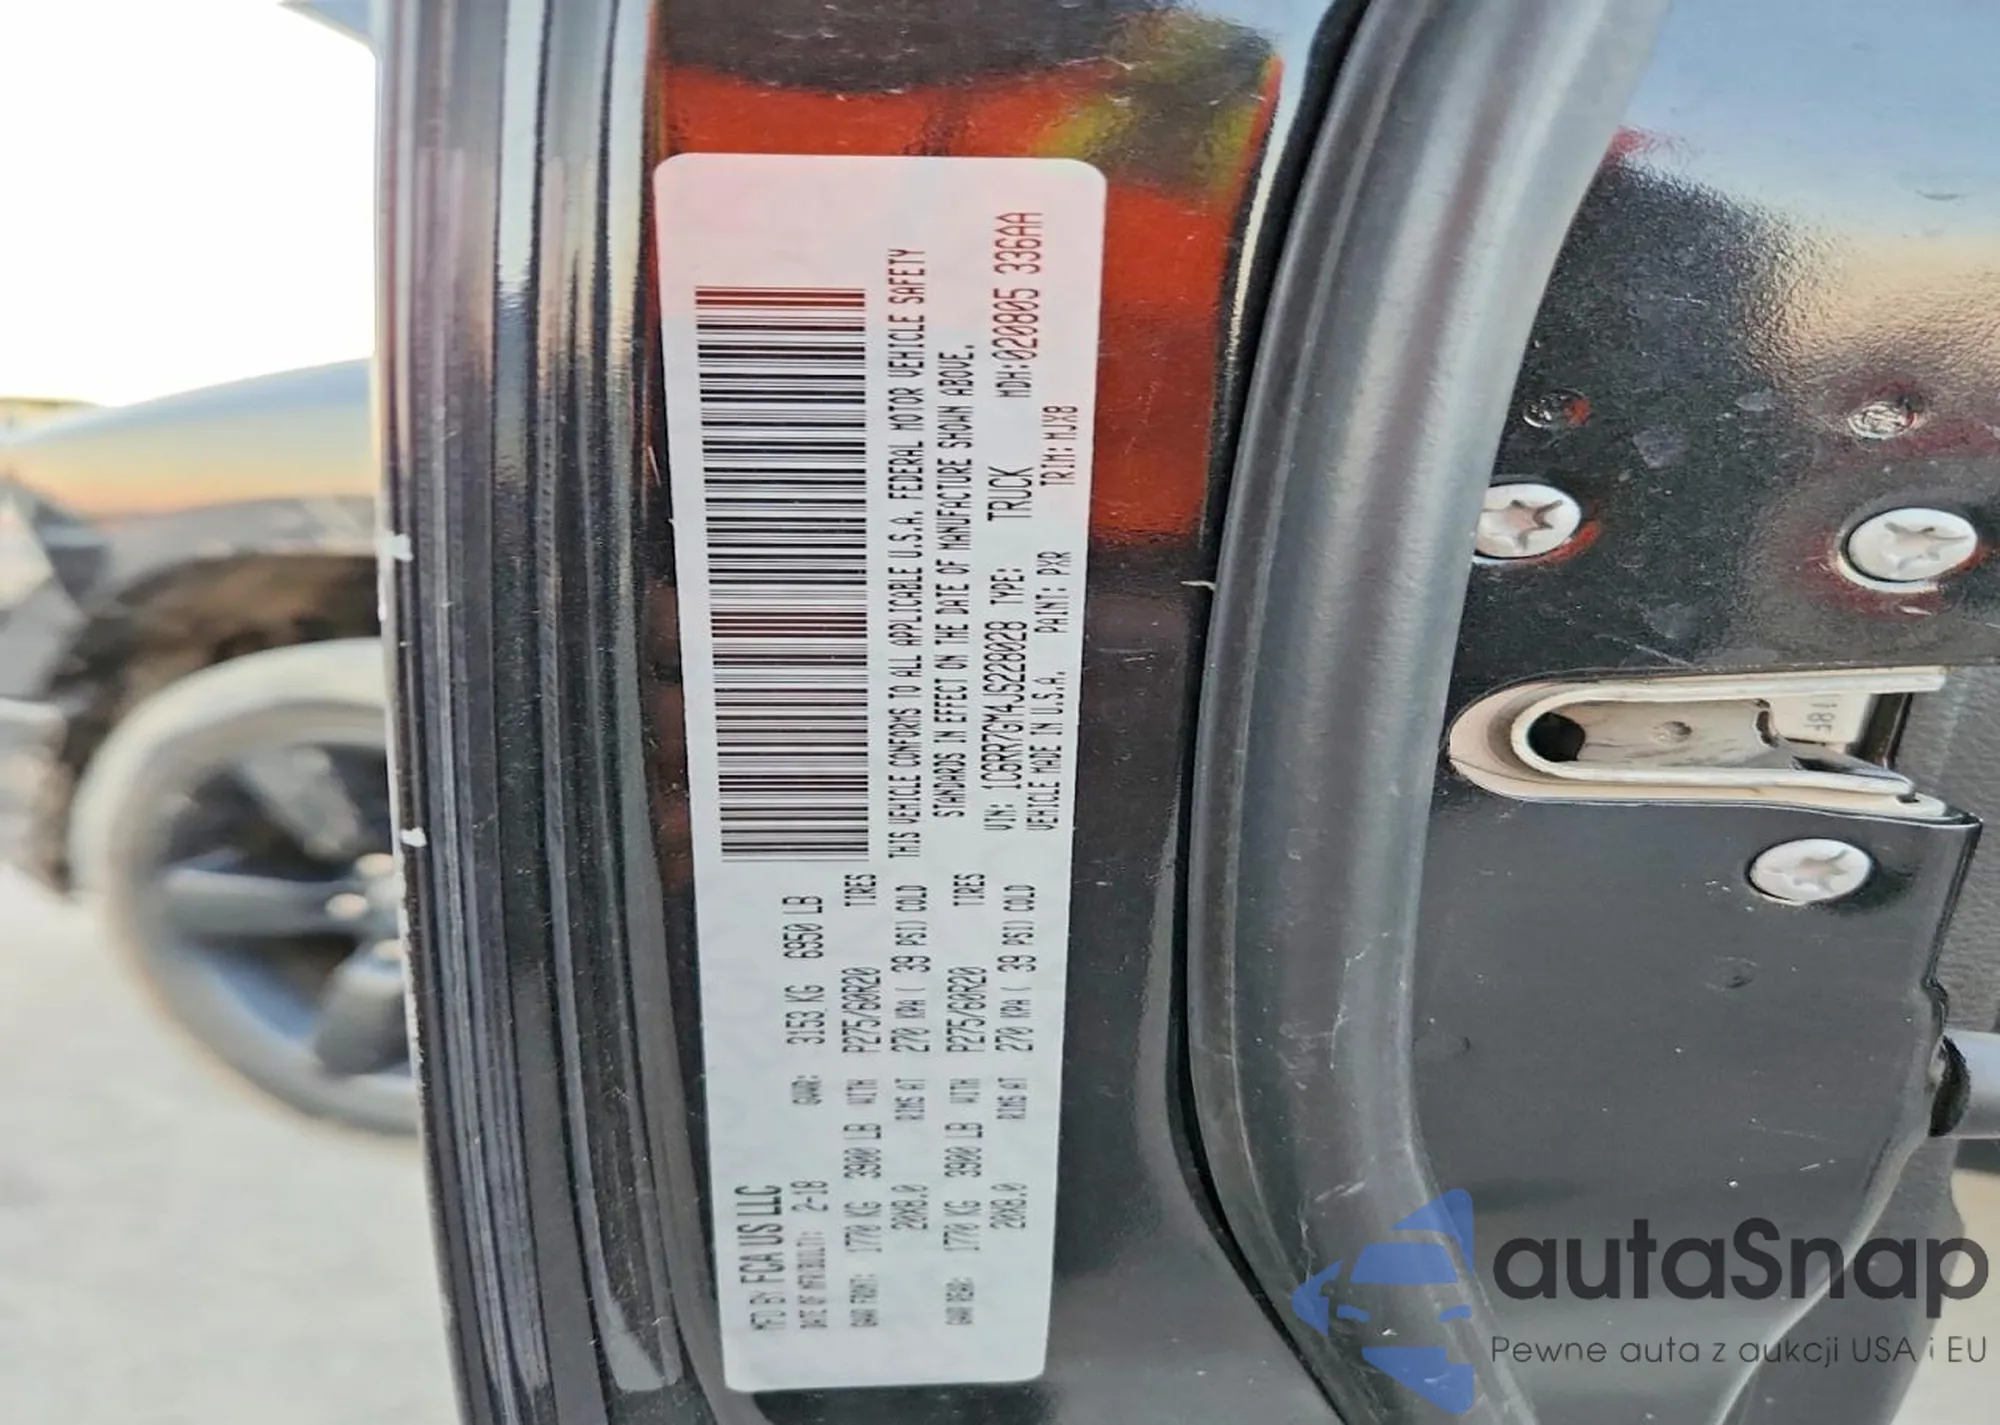 MFD BY FCA US LLC
DATE OF MFR(BUILT): 2-18 GVWR: 3153 KG 6950 LB
GAWR FRONT: 1770 KG 3900 LB WITH P275/60R20 TIRES
20X8.0 RIMS AT 270 KPA ( 39 PSI) COLD
GAWR REAR: 1770 KG 3900 LB WITH P275/60R20 TIRES
20X8.0 RIMS AT 270 KPA ( 39 PSI) COLD
THIS VEHICLE CONFORMS TO ALL APPLICABLE U.S.A. FEDERAL MOTOR VEHICLE SAFETY
STANDARDS IN EFFECT ON THE DATE OF MANUFACTURE SHOWN ABOVE.
VIN: 1C6RR7GM4JS228028 TYPE: TRUCK MDH:020805 336AA
VEHICLE MADE IN U.S.A. PAINT: PXR TRIM:MJX8
autaSnap
Pewne auta z aukcji USA i EU